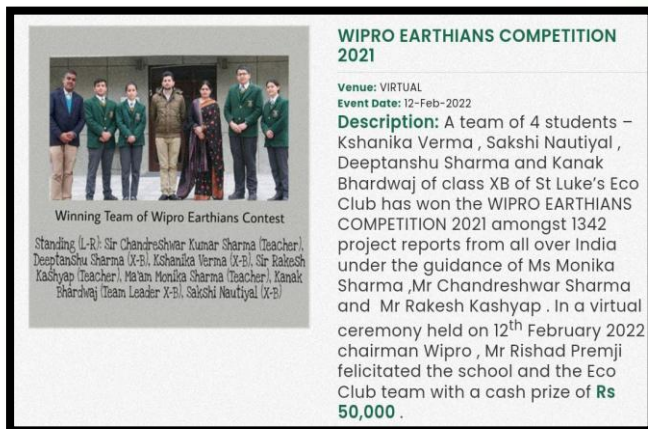 Winning Team of Wipro Earthians Contest
Standing (L-R): Sir Chandreshwar Kumar Sharma (Teacher),
Deeptanshu Sharma (X-B), Kshanika Verma (X-B), Sir Rakesh
Kashyap (Teacher), Ma'am Monika Sharma (Teacher), Kanak
Bhardwaj (Team Leader X-B), Sakshi Nautiyal (X-B)
WIPRO EARTHIANS COMPETITION
2021
Venue: VIRTUAL
Event Date: 12-Feb-2022
Description: A team of 4 students –
Kshanika Verma , Sakshi Nautiyal ,
Deeptanshu Sharma and Kanak
Bhardwaj of class XB of St Luke's Eco
Club has won the WIPRO EARTHIANS
COMPETITION 2021 amongst 1342
project reports from all over India
under the guidance of Ms Monika
Sharma ,Mr Chandreshwar Sharma
and Mr Rakesh Kashyap . In a virtual
ceremony held on 12th February 2022
chairman Wipro , Mr Rishad Premji
felicitated the school and the Eco
Club team with a cash prize of Rs
50,000 .